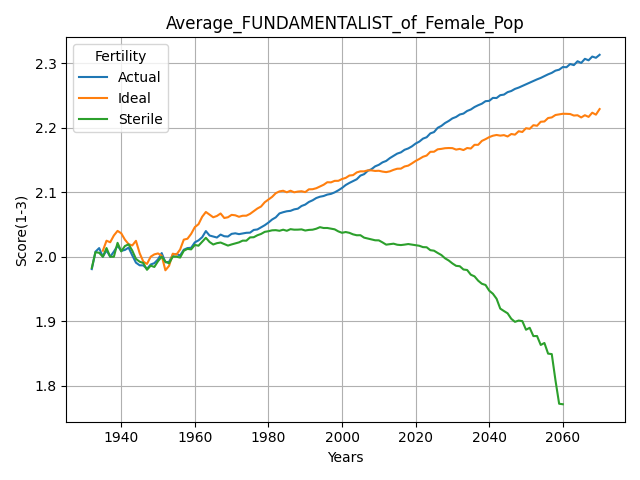 Average_FUNDAMENTALIST_of_Female_Pop
Fertility
Actual
Ideal
Sterile
Score(1-3)
2.3
2.2
2.1
2.0
1.9
1.8
1940 1960 1980 2000 2020 2040 2060
Years